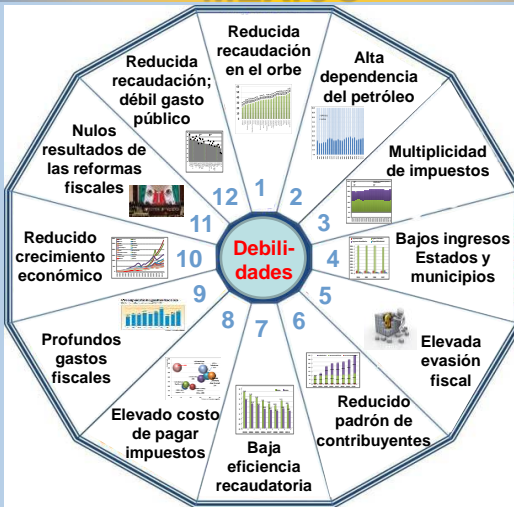 Reducida
recaudación
en el orbe
Alta
dependencia
del petróleo
Multiplicidad
de impuestos
Bajos ingresos
Estados y
municipios
Elevada
evasión
fiscal
Reducido
padrón de
contribuyentes
Baja
eficiencia
recaudatoria
Elevado costo
de pagar
impuestos
Profundos
gastos
fiscales
Reducido
crecimiento
económico
Nulos
resultados de
las reformas
fiscales
Reducida
recaudación;
débil gasto
público
1
2
3
4
5
6
7
8
9
10
11
12
Debili-
dades